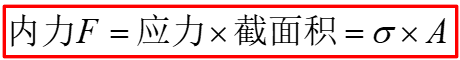 内力F = 应力×截面积 = σ×A